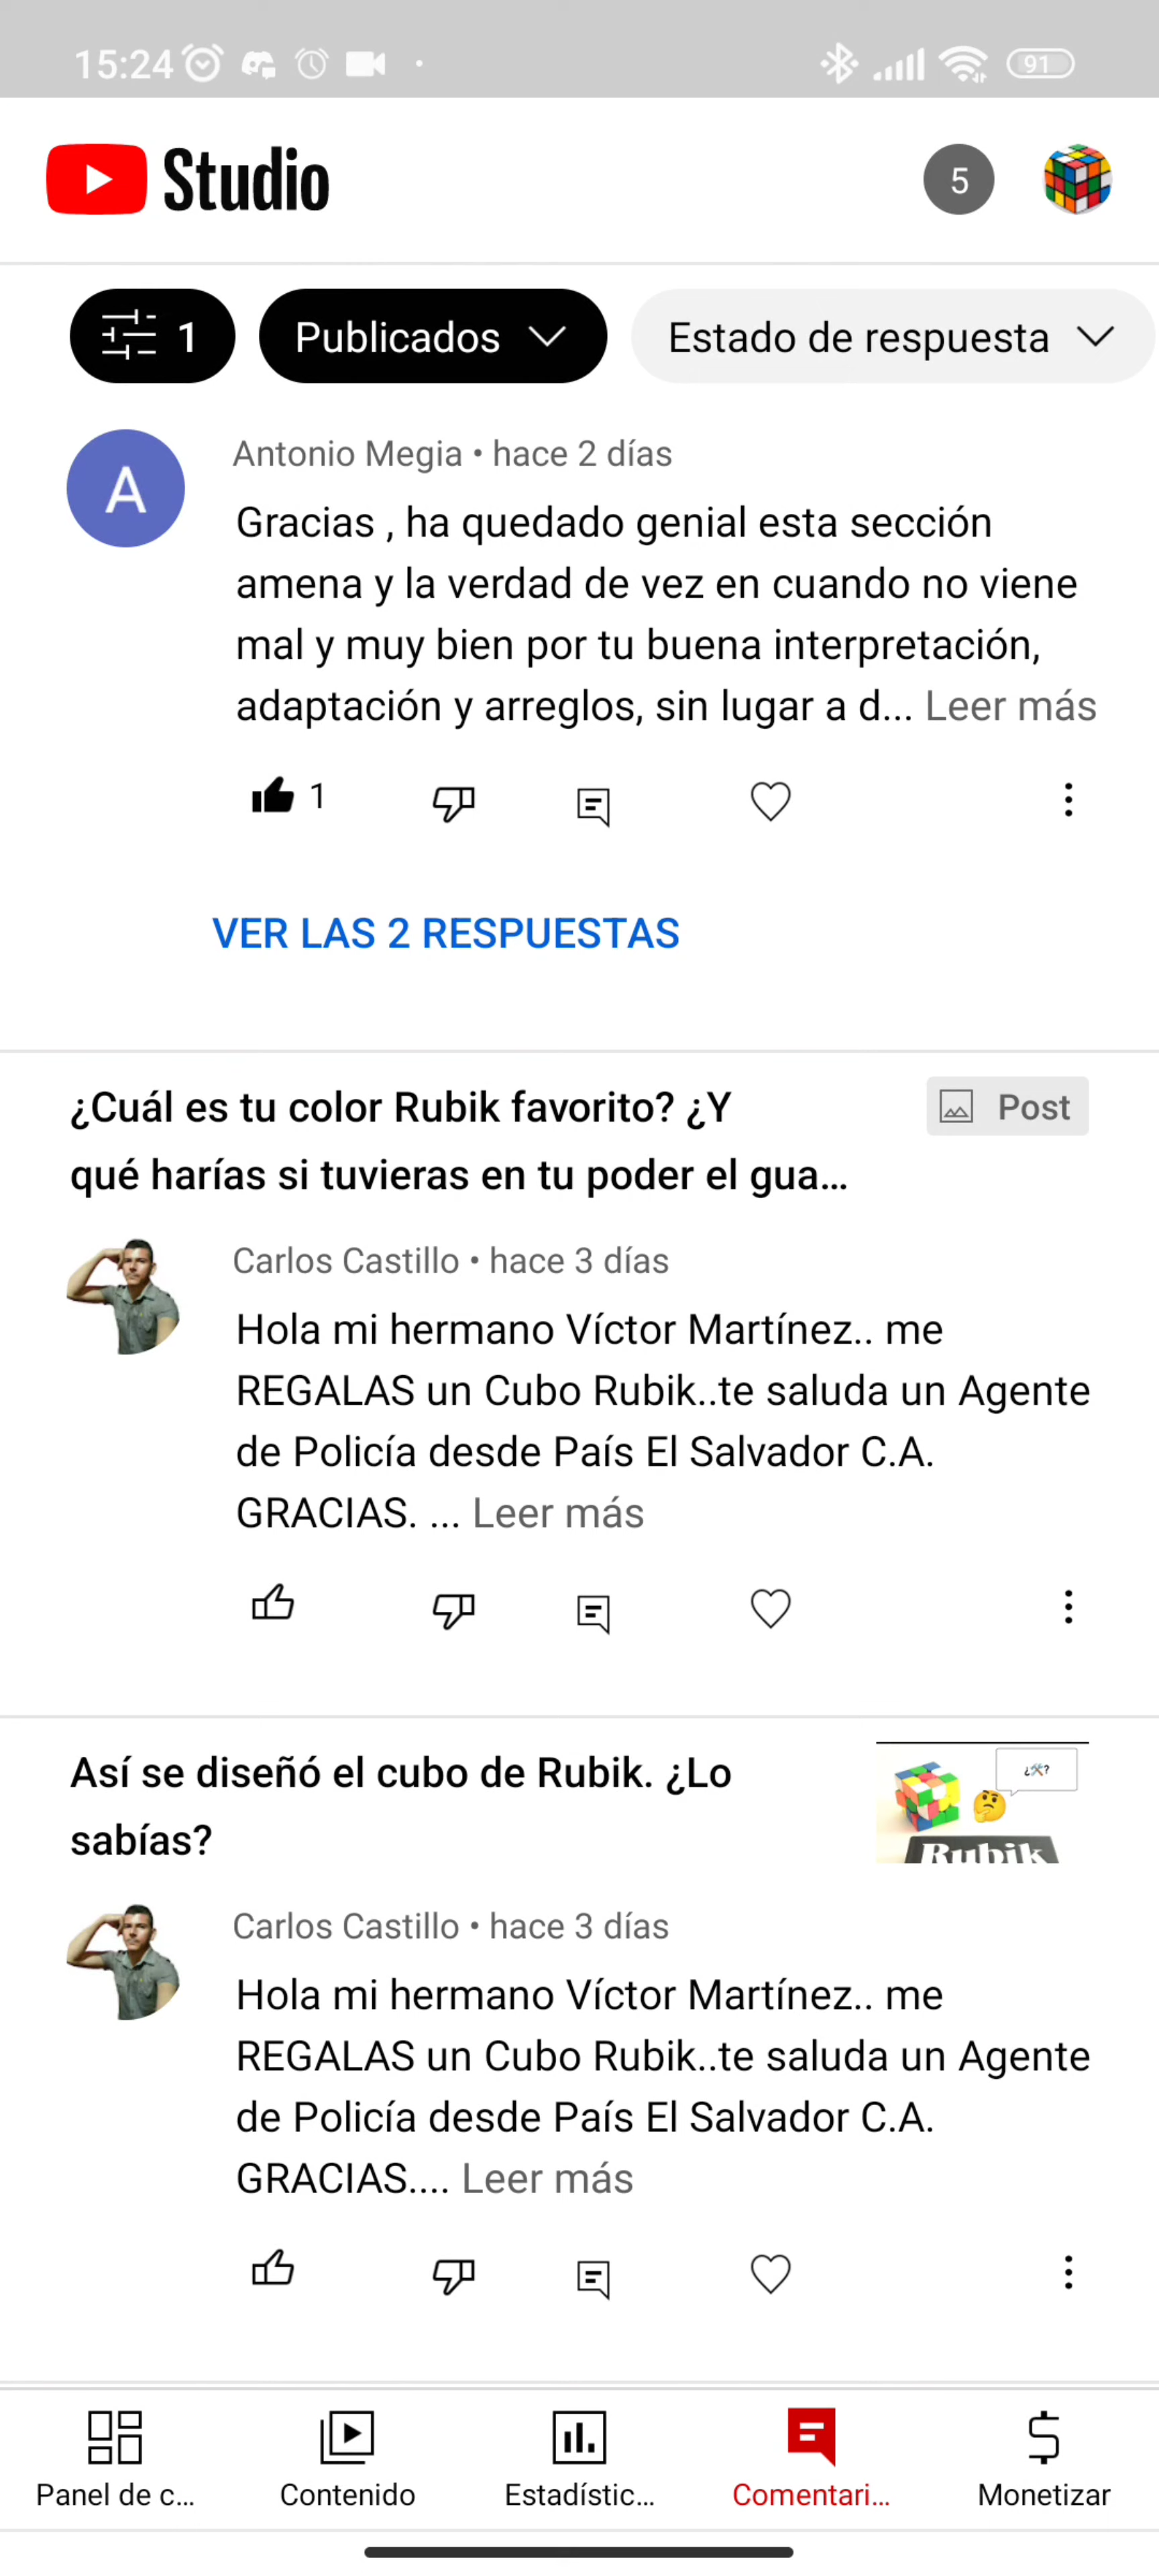 15:24
91
Studio
5
1
Publicados
Estado de respuesta
A
Antonio Megia • hace 2 días
Gracias , ha quedado genial esta sección
amena y la verdad de vez en cuando no viene
mal y muy bien por tu buena interpretación,
adaptación y arreglos, sin lugar a d... Leer más
1
VER LAS 2 RESPUESTAS
¿Cuál es tu color Rubik favorito? ¿Y
qué harías si tuvieras en tu poder el gua...
Post
Carlos Castillo • hace 3 días
Hola mi hermano Víctor Martínez.. me
REGALAS un Cubo Rubik..te saluda un Agente
de Policía desde País El Salvador C.A.
GRACIAS. ... Leer más
Así se diseñó el cubo de Rubik. ¿Lo
sabías?
¿🛠?
Rubik
Carlos Castillo • hace 3 días
Hola mi hermano Víctor Martínez.. me
REGALAS un Cubo Rubik..te saluda un Agente
de Policía desde País El Salvador C.A.
GRACIAS.... Leer más
Panel de c...
Contenido
Estadístic...
Comentari...
Monetizar